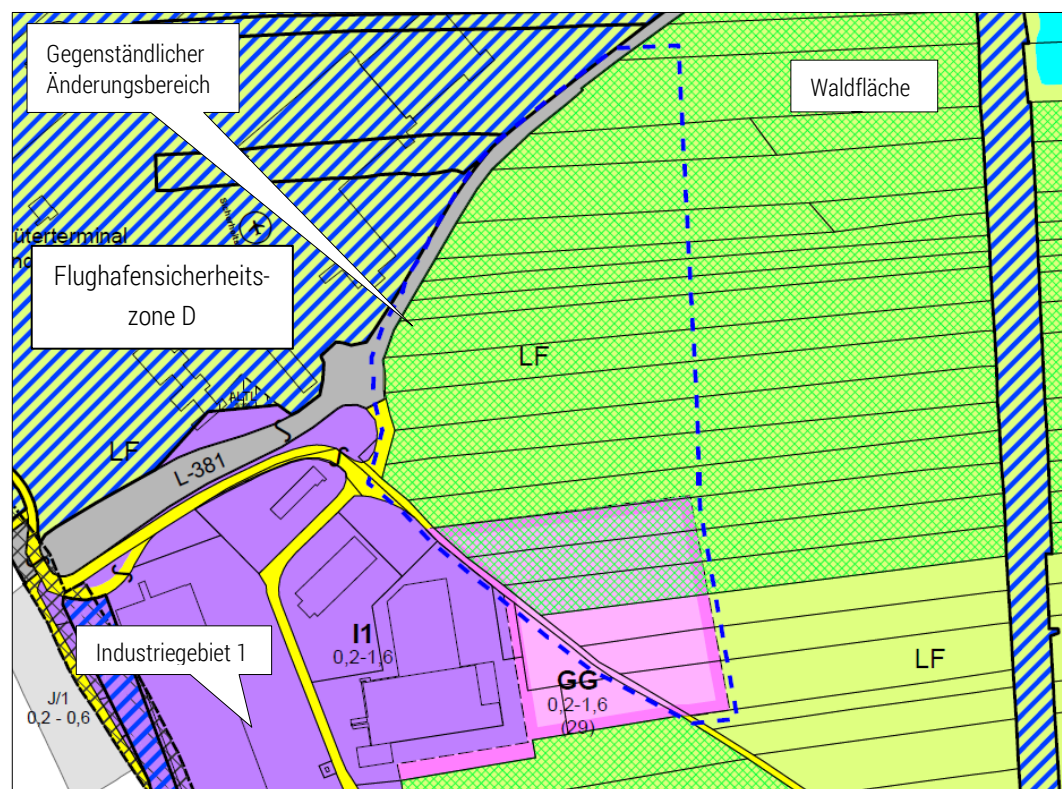 Gegenständlicher
Änderungsbereich
Waldfläche
üterterminal
Flughafensicherheits-
zone D
LF
LF
L-381
Industriegebiet 1
I1
0,2-1,6
J/1
0,2 - 0,6
GG
0,2-1,6
(29)
LF